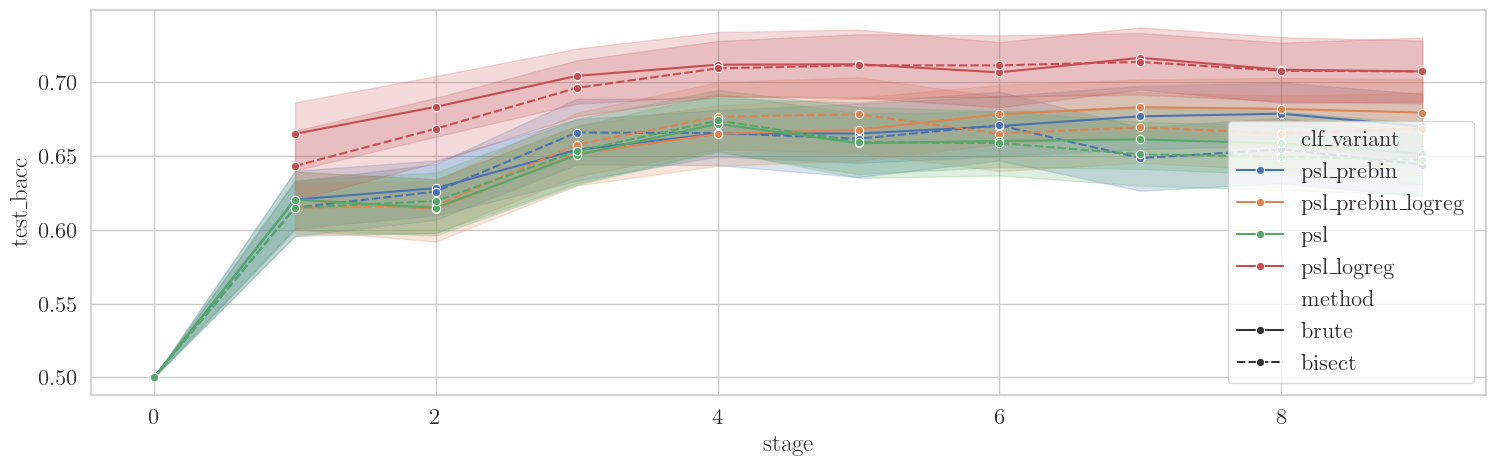 test_bacc
0.70
0.65
0.60
0.55
0.50
0
2
4
6
8
stage
clf_variant
psl_prebin
psl_prebin_logreg
psl
psl_logreg
method
brute
bisect